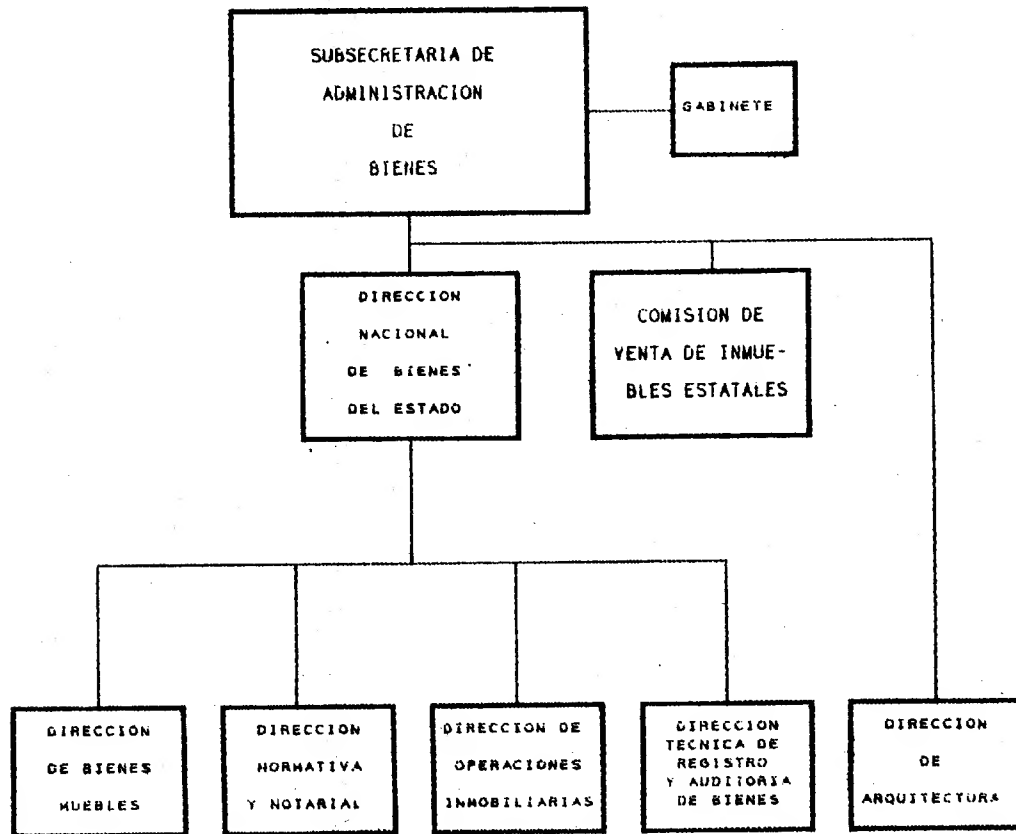 SUBSECRETARIA DE
ADMINISTRACION
DE
BIENES
GABINETE
DIRECCION
NACIONAL
DE BIENES
DEL ESTADO
COMISION DE
VENTA DE INMUE-
BLES ESTATALES
DIRECCION
DE BIENES
MUEBLES
DIRECCION
NORMATIVA
Y NOTARIAL
DIRECCION DE
OPERACIONES
INMOBILIARIAS
DIRECCION
TECNICA DE
REGISTRO
Y AUDITORIA
DE BIENES
DIRECCION
DE
ARQUITECTURA